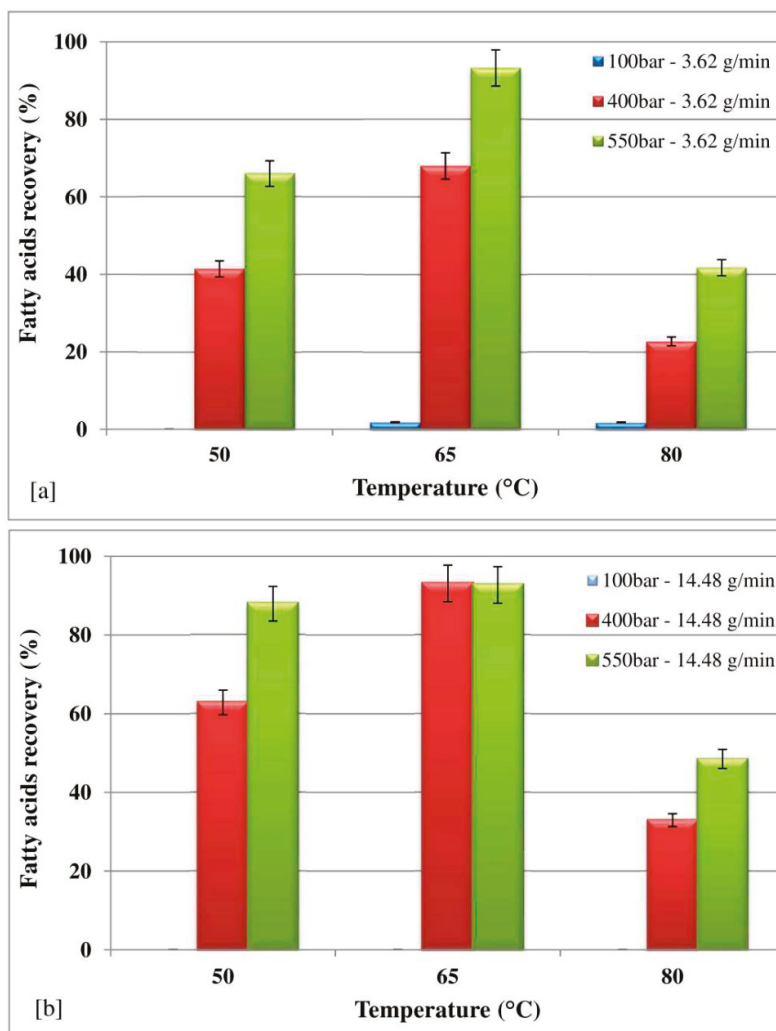 100
80
60
40
20
0
Fatty acids recovery (%)
100bar - 3.62 g/min
400bar - 3.62 g/min
550bar - 3.62 g/min
50
65
80
Temperature (°C)
[a]
100
80
60
40
20
0
Fatty acids recovery (%)
100bar - 14.48 g/min
400bar - 14.48 g/min
550bar - 14.48 g/min
50
65
80
Temperature (°C)
[b]